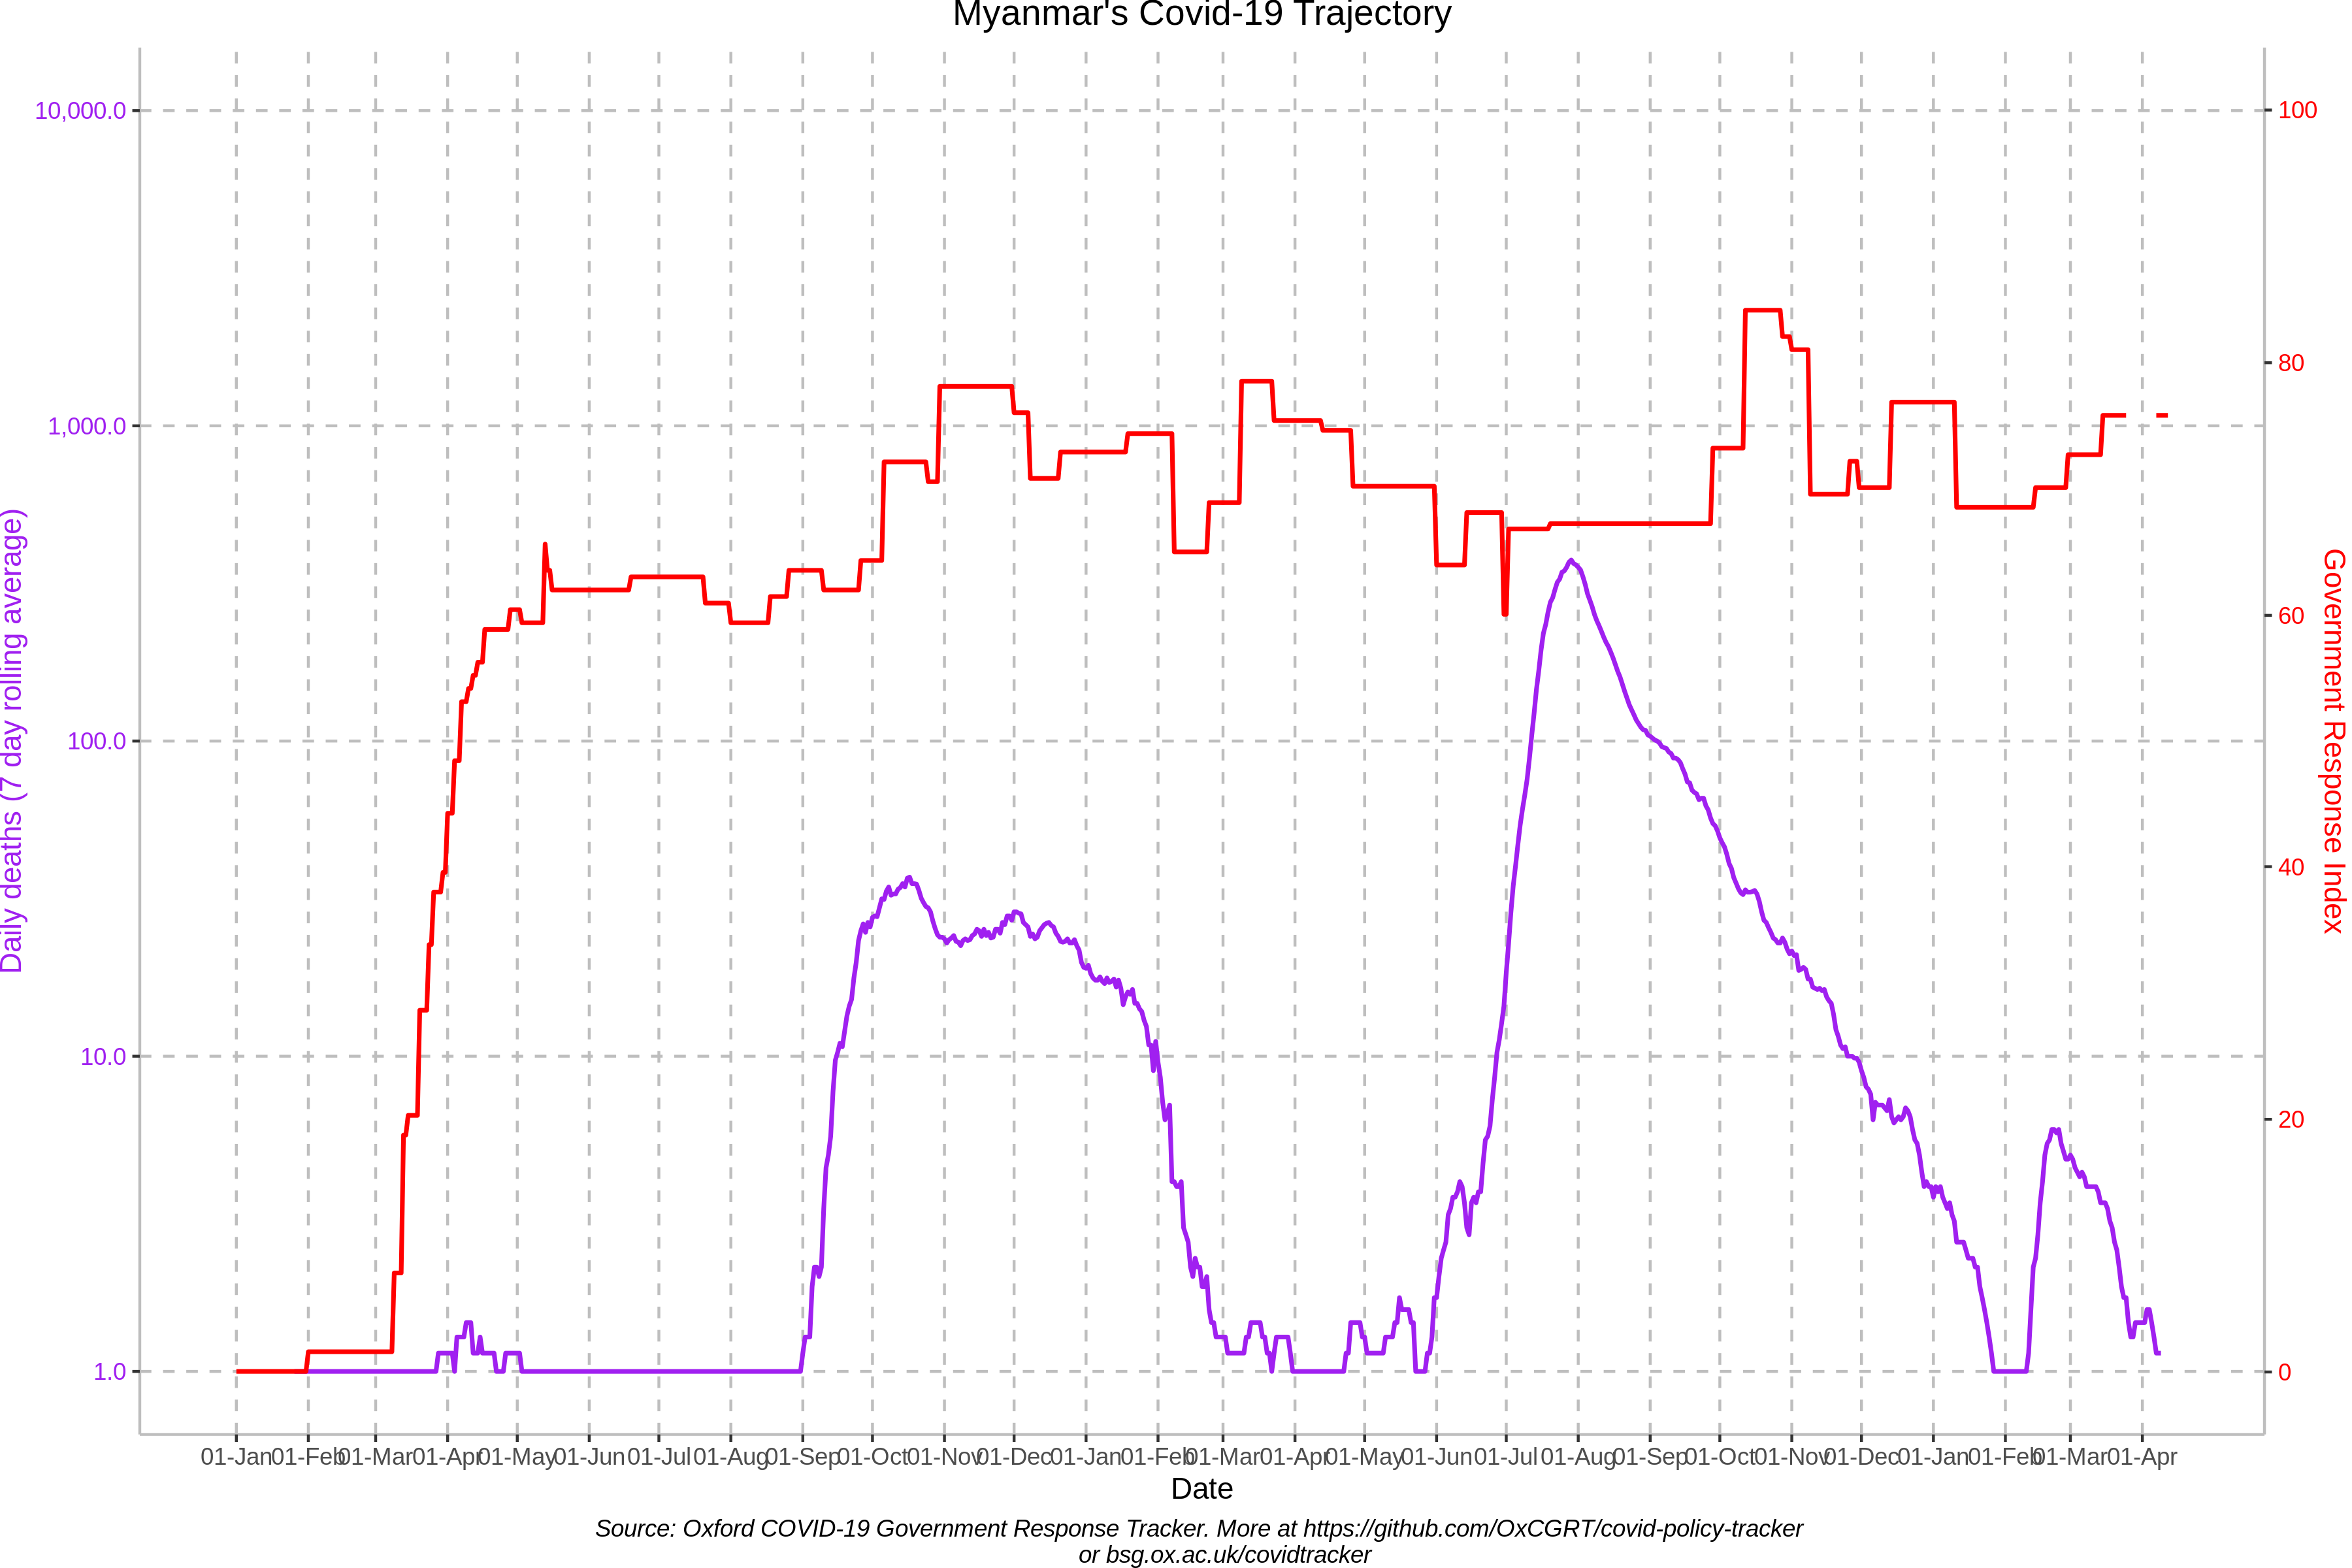 Myanmar's Covid-19 Trajectory
10,000.0
1,000.0
100.0
10.0
1.0
Daily deaths (7 day rolling average)
100
80
60
40
20
0
Government Response Index
01-Jan 01-Feb 01-Mar 01-Apr 01-May 01-Jun 01-Jul 01-Aug 01-Sep 01-Oct 01-Nov 01-Dec 01-Jan 01-Feb 01-Mar 01-Apr 01-May 01-Jun 01-Jul 01-Aug 01-Sep 01-Oct 01-Nov 01-Dec 01-Jan 01-Feb 01-Mar 01-Apr
Date
Source: Oxford COVID-19 Government Response Tracker. More at https://github.com/OxCGRT/covid-policy-tracker
or bsg.ox.ac.uk/covidtracker